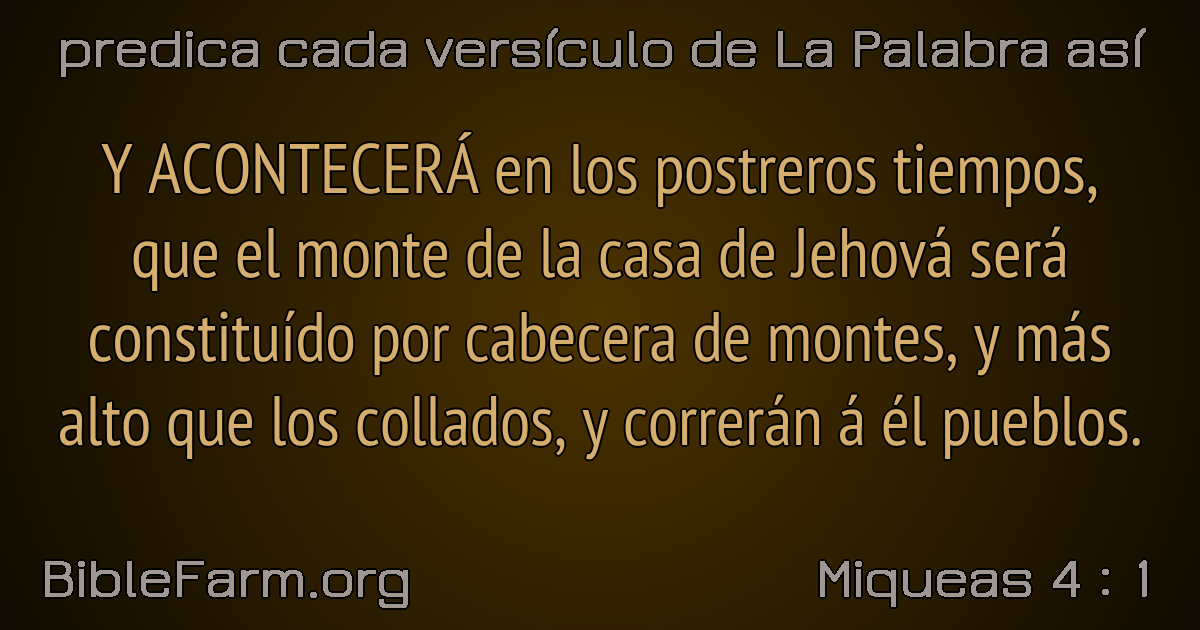 predica cada versículo de La Palabra así
Y ACONTECERÁ en los postreros tiempos,
que el monte de la casa de Jehová será
constituído por cabecera de montes, y más
alto que los collados, y correrán á él pueblos.
BibleFarm.org
Miqueas 4 : 1